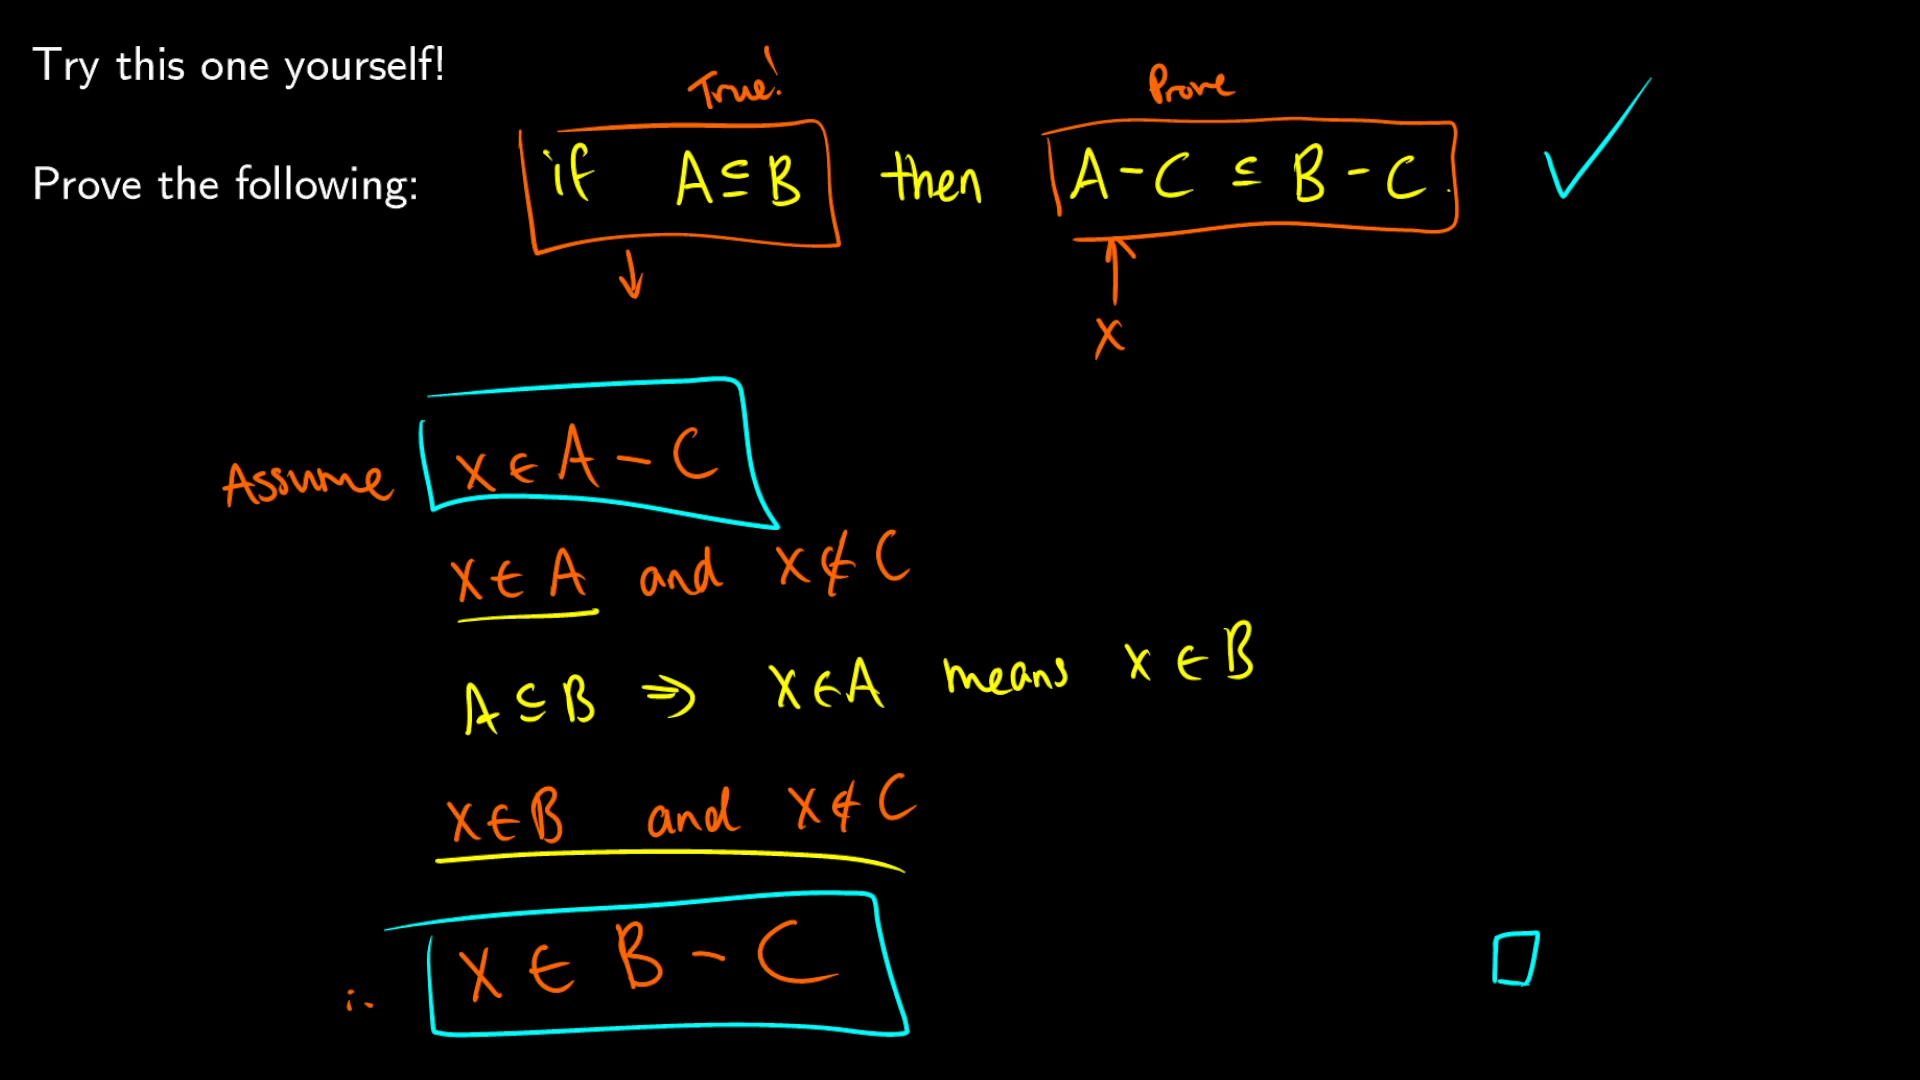 Try this one yourself!
True! Prove
Prove the following: if A ⊆ B then A - C ⊆ B - C.
x
Assume x ∈ A - C
x ∈ A and x ∉ C
A ⊆ B ⇒ x ∈ A means x ∈ B
x ∈ B and x ∉ C
∴ x ∈ B - C